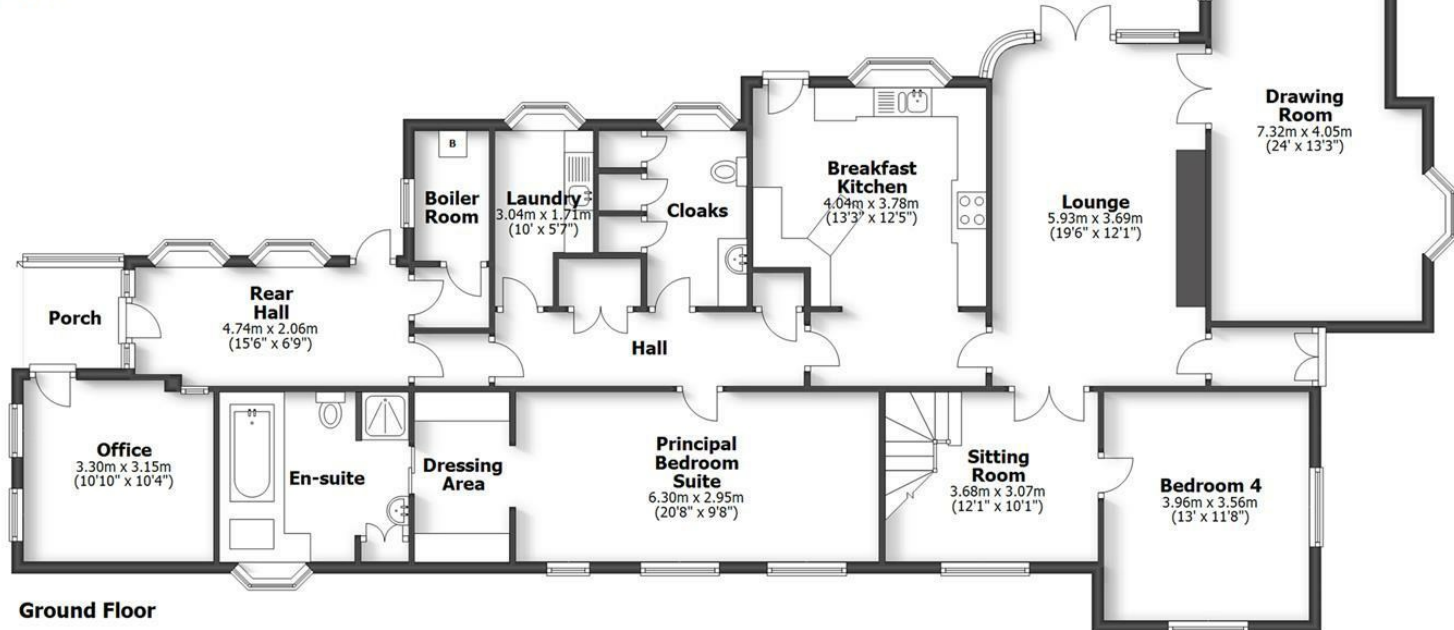 Drawing
Room
7.32m x 4.05m
(24' x 13'3")
B
Boiler
Room
Laundry
3.04m x 1.71m
(10' x 5'7")
Cloaks
Breakfast
Kitchen
4.04m x 3.78m
(13'3" x 12'5")
Lounge
5.93m x 3.69m
(19'6" x 12'1")
Porch
Rear
Hall
4.74m x 2.06m
(15'6" x 6'9")
Hall
Office
3.30m x 3.15m
(10'10" x 10'4")
En-suite
Dressing
Area
Principal
Bedroom
Suite
6.30m x 2.95m
(20'8" x 9'8")
Sitting
Room
3.68m x 3.07m
(12'1" x 10'1")
Bedroom 4
3.96m x 3.56m
(13' x 11'8")
Ground Floor